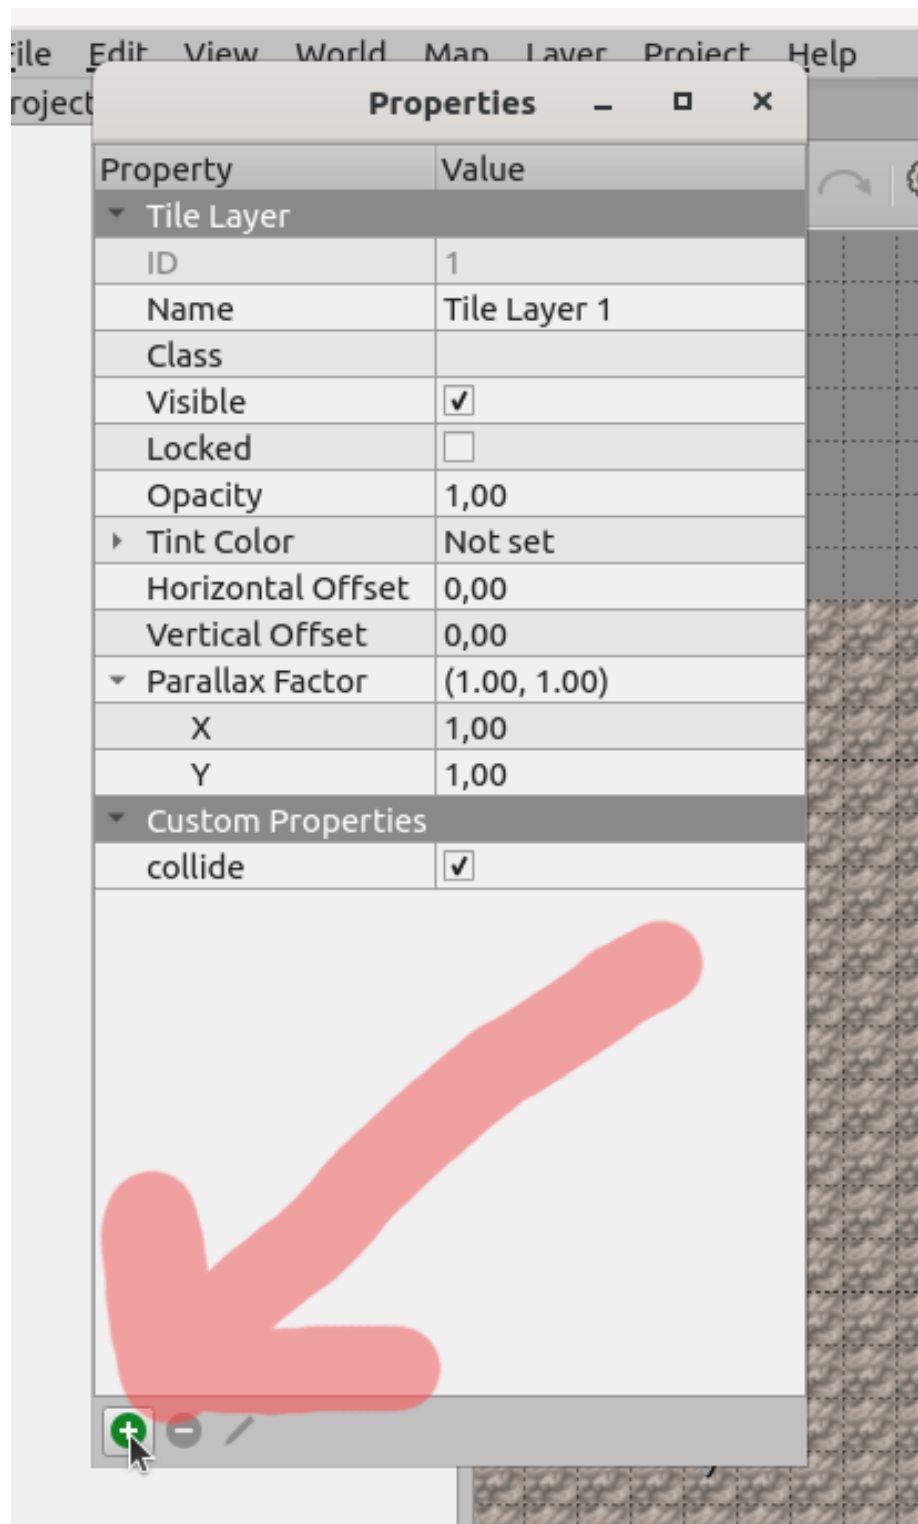 ile Edit View World Map Layer Project Help
roject
Properties
Property Value
Tile Layer
ID 1
Name Tile Layer 1
Class
Visible
Locked
Opacity 1,00
Tint Color Not set
Horizontal Offset 0,00
Vertical Offset 0,00
Parallax Factor (1.00, 1.00)
X 1,00
Y 1,00
Custom Properties
collide